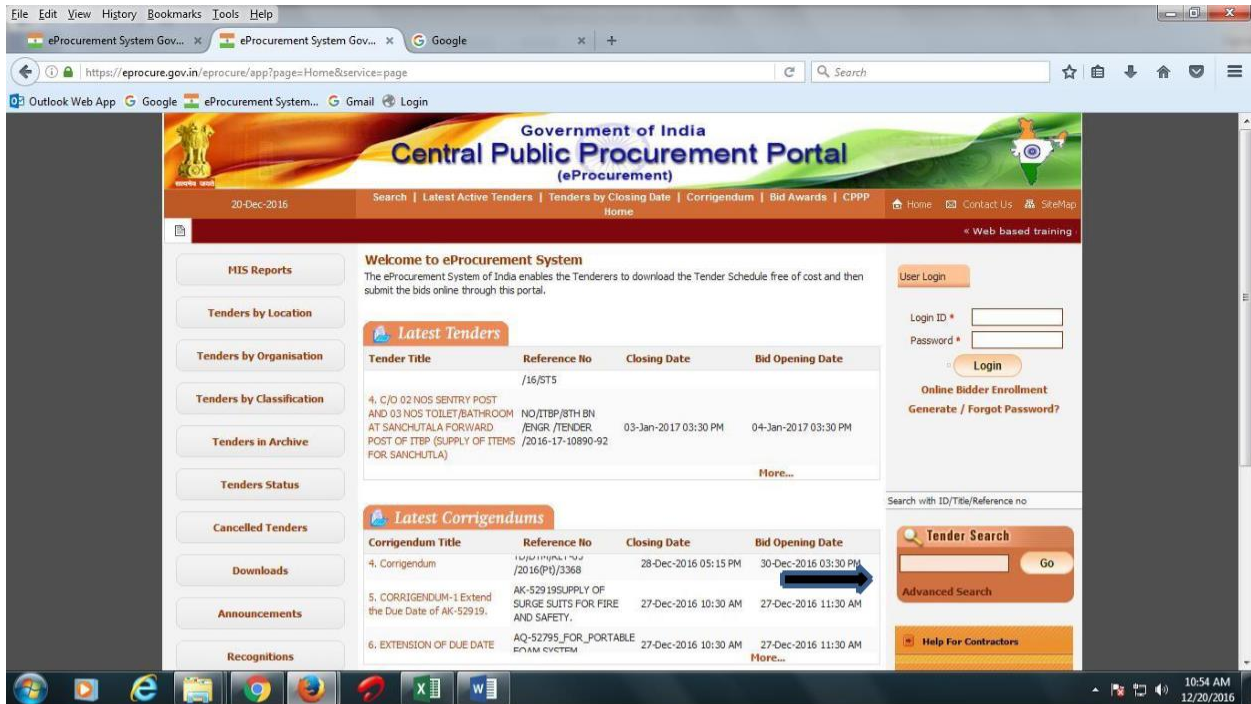 File Edit View History Bookmarks Tools Help
eProcurement System Gov... × eProcurement System Gov... × Google × +
https://eprocure.gov.in/eprocure/app?page=Home&service=page Search
Outlook Web App Google eProcurement System... Gmail Login
Government of India
Central Public Procurement Portal
(eProcurement)
सत्यमेव जयते
20-Dec-2016
Search | Latest Active Tenders | Tenders by Closing Date | Corrigendum | Bid Awards | CPPP
Home
Home Contact Us SiteMap
« Web based training
MIS Reports
Tenders by Location
Tenders by Organisation
Tenders by Classification
Tenders in Archive
Tenders Status
Cancelled Tenders
Downloads
Announcements
Recognitions
Welcome to eProcurement System
The eProcurement System of India enables the Tenderers to download the Tender Schedule free of cost and then
submit the bids online through this portal.
Latest Tenders
Tender Title Reference No Closing Date Bid Opening Date
/16/ST5
4. C/O 02 NOS SENTRY POST
AND 03 NOS TOILET/BATHROOM NO/ITBP/8TH BN
AT SANCHUTALA FORWARD /ENGR /TENDER 03-Jan-2017 03:30 PM 04-Jan-2017 03:30 PM
POST OF ITBP (SUPPLY OF ITEMS /2016-17-10890-92
FOR SANCHUTLA)
More...
Latest Corrigendums
Corrigendum Title Reference No Closing Date Bid Opening Date
4. Corrigendum /2016(Pt)/3368 28-Dec-2016 05:15 PM 30-Dec-2016 03:30 PM
5. CORRIGENDUM-1 Extend AK-52919SUPPLY OF
the Due Date of AK-52919. SURGE SUITS FOR FIRE 27-Dec-2016 10:30 AM 27-Dec-2016 11:30 AM
AND SAFETY.
6. EXTENSION OF DUE DATE AQ-52795_FOR_PORTABLE 27-Dec-2016 10:30 AM 27-Dec-2016 11:30 AM
FOAM SYSTEM
More...
User Login
Login ID *
Password *
Login
Online Bidder Enrollment
Generate / Forgot Password?
Search with ID/Title/Reference no
Tender Search
Go
Advanced Search
Help For Contractors
10:54 AM
12/20/2016